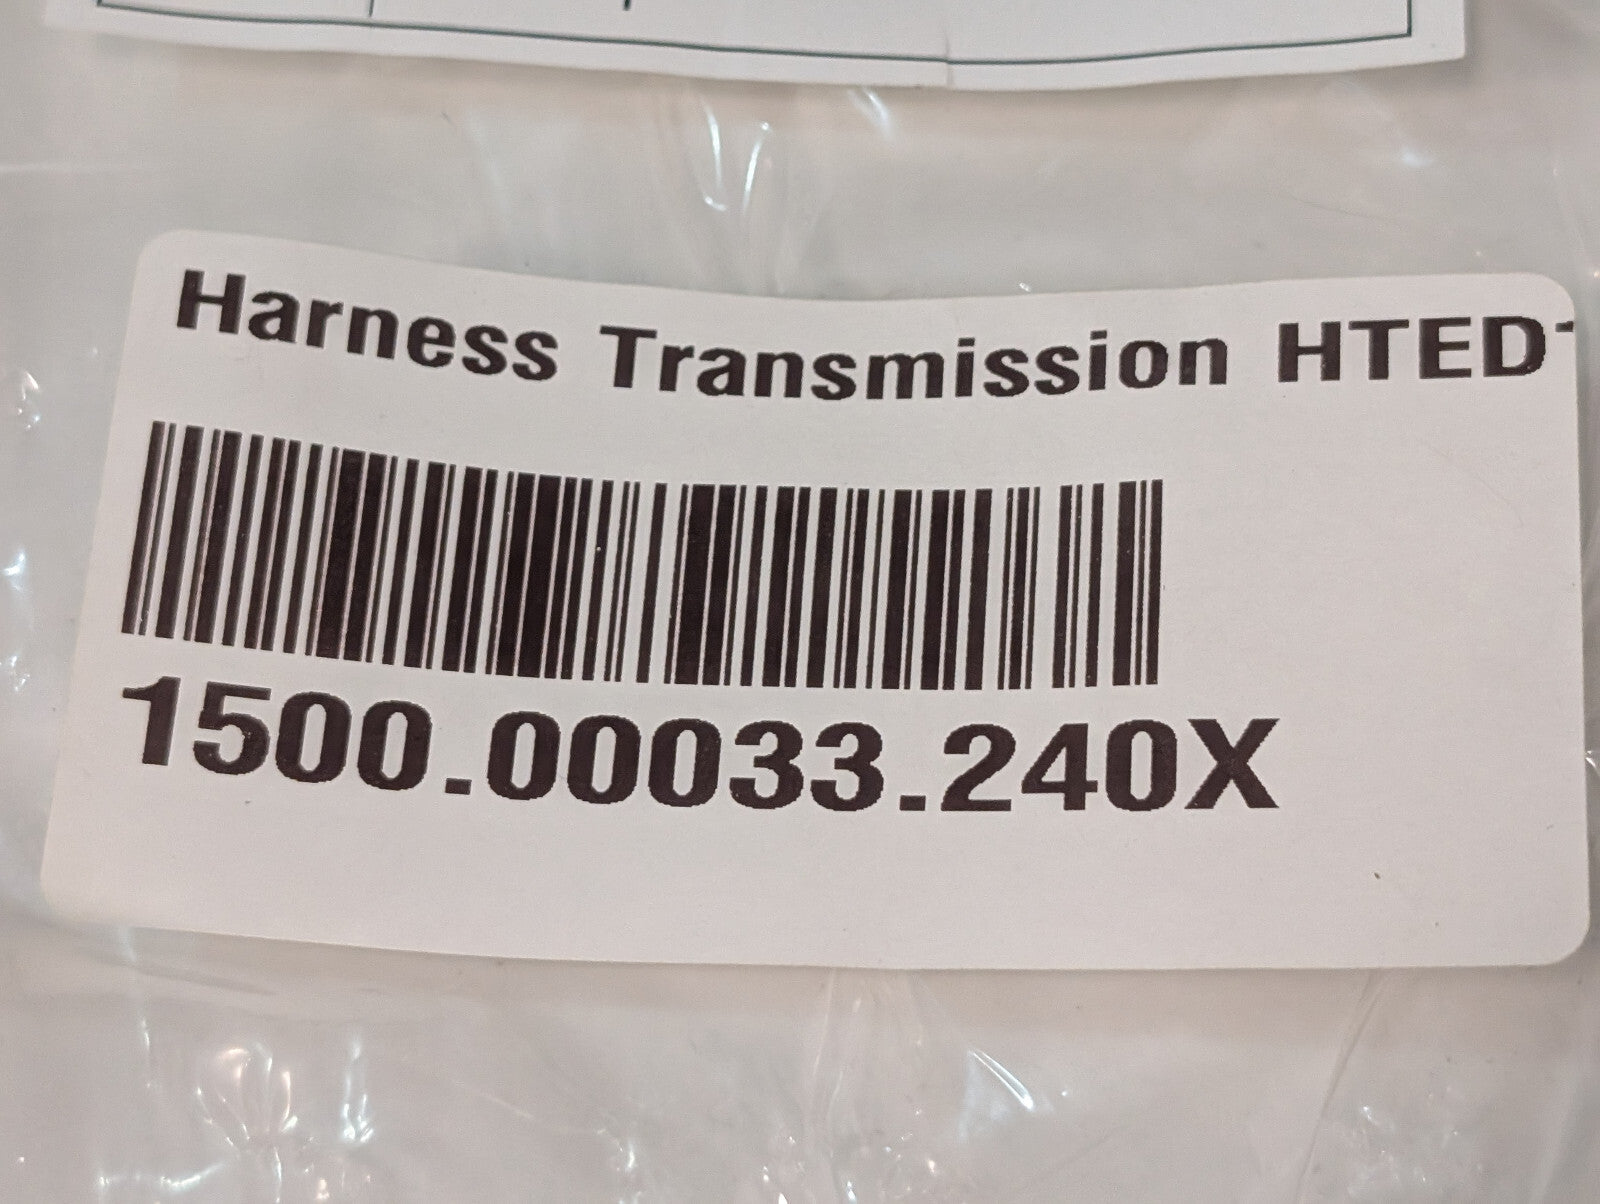 Harness Transmission HTED
1500.00033.240X